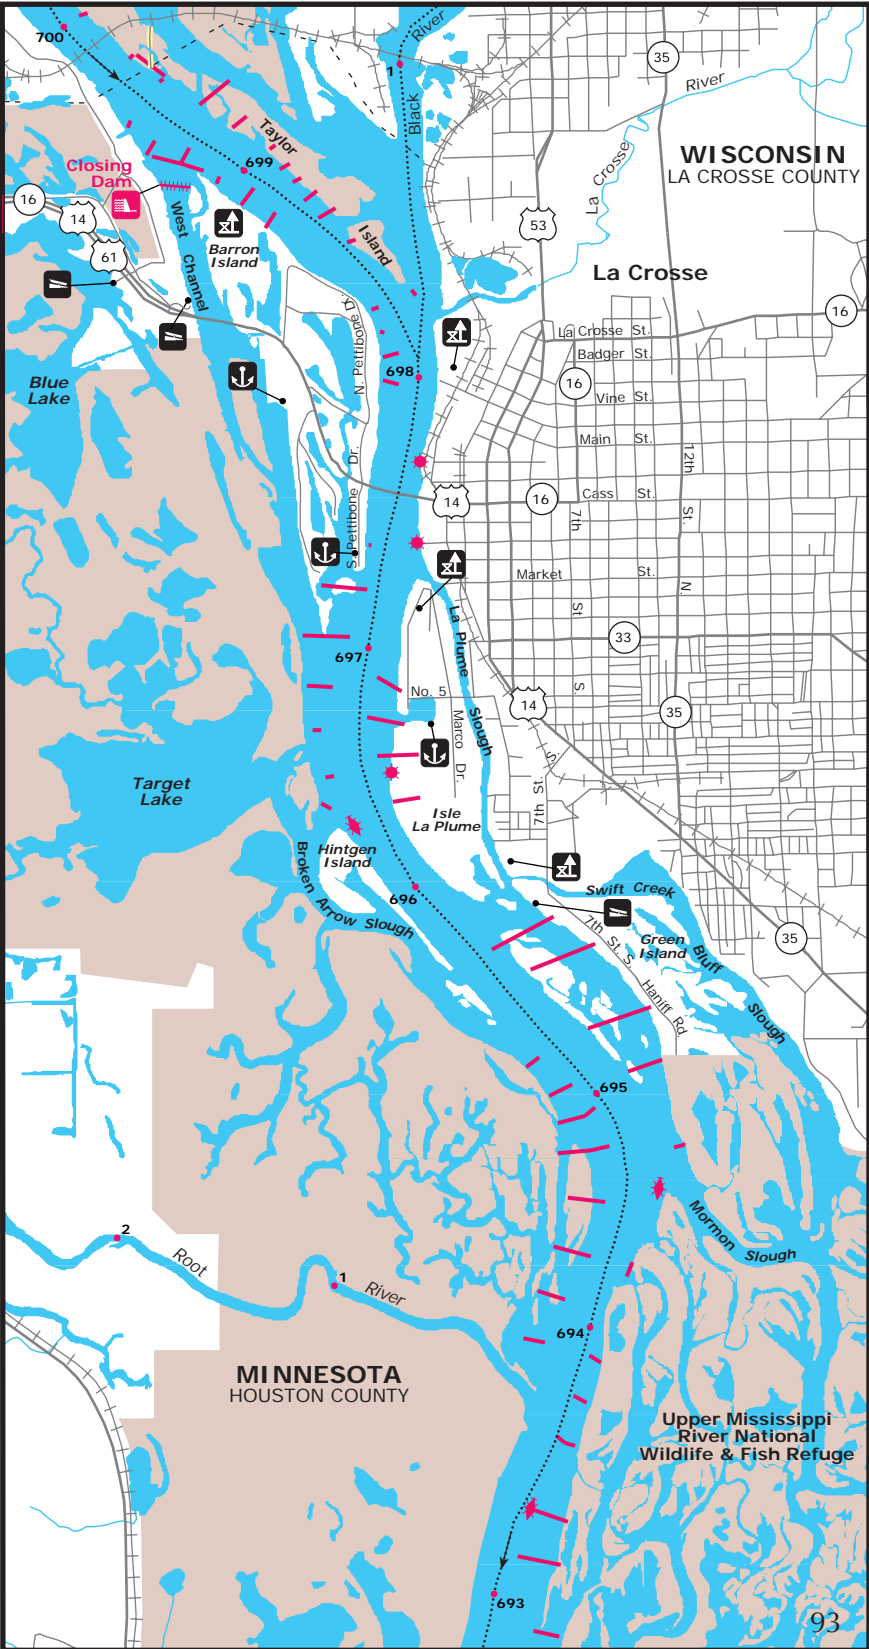 700
1
River
35
River
Black
Taylor
WISCONSIN
LA CROSSE COUNTY
699
Closing
Dam
La Crosse
16
14
West Channel
53
Island
Barron
Island
61
La Crosse
16
N. Pettibone Dr.
La Crosse St.
Badger St.
698
16
Blue
Lake
Vine St.
Main St.
12th St. N.
S. Pettibone Dr.
14
16
Cass St.
7th St. S.
Market St.
La Plume Slough
33
697
No. 5
14
35
Marco Dr.
S.
7th St.
Target
Lake
Isle
La Plume
Hintgen
Island
Broken Arrow Slough
696
Swift Creek
7th St. S.
Green
Island
Bluff Slough
35
Haniff Rd.
695
2
Root River
1
Mormon Slough
694
MINNESOTA
HOUSTON COUNTY
Upper Mississippi
River National
Wildlife & Fish Refuge
693
93